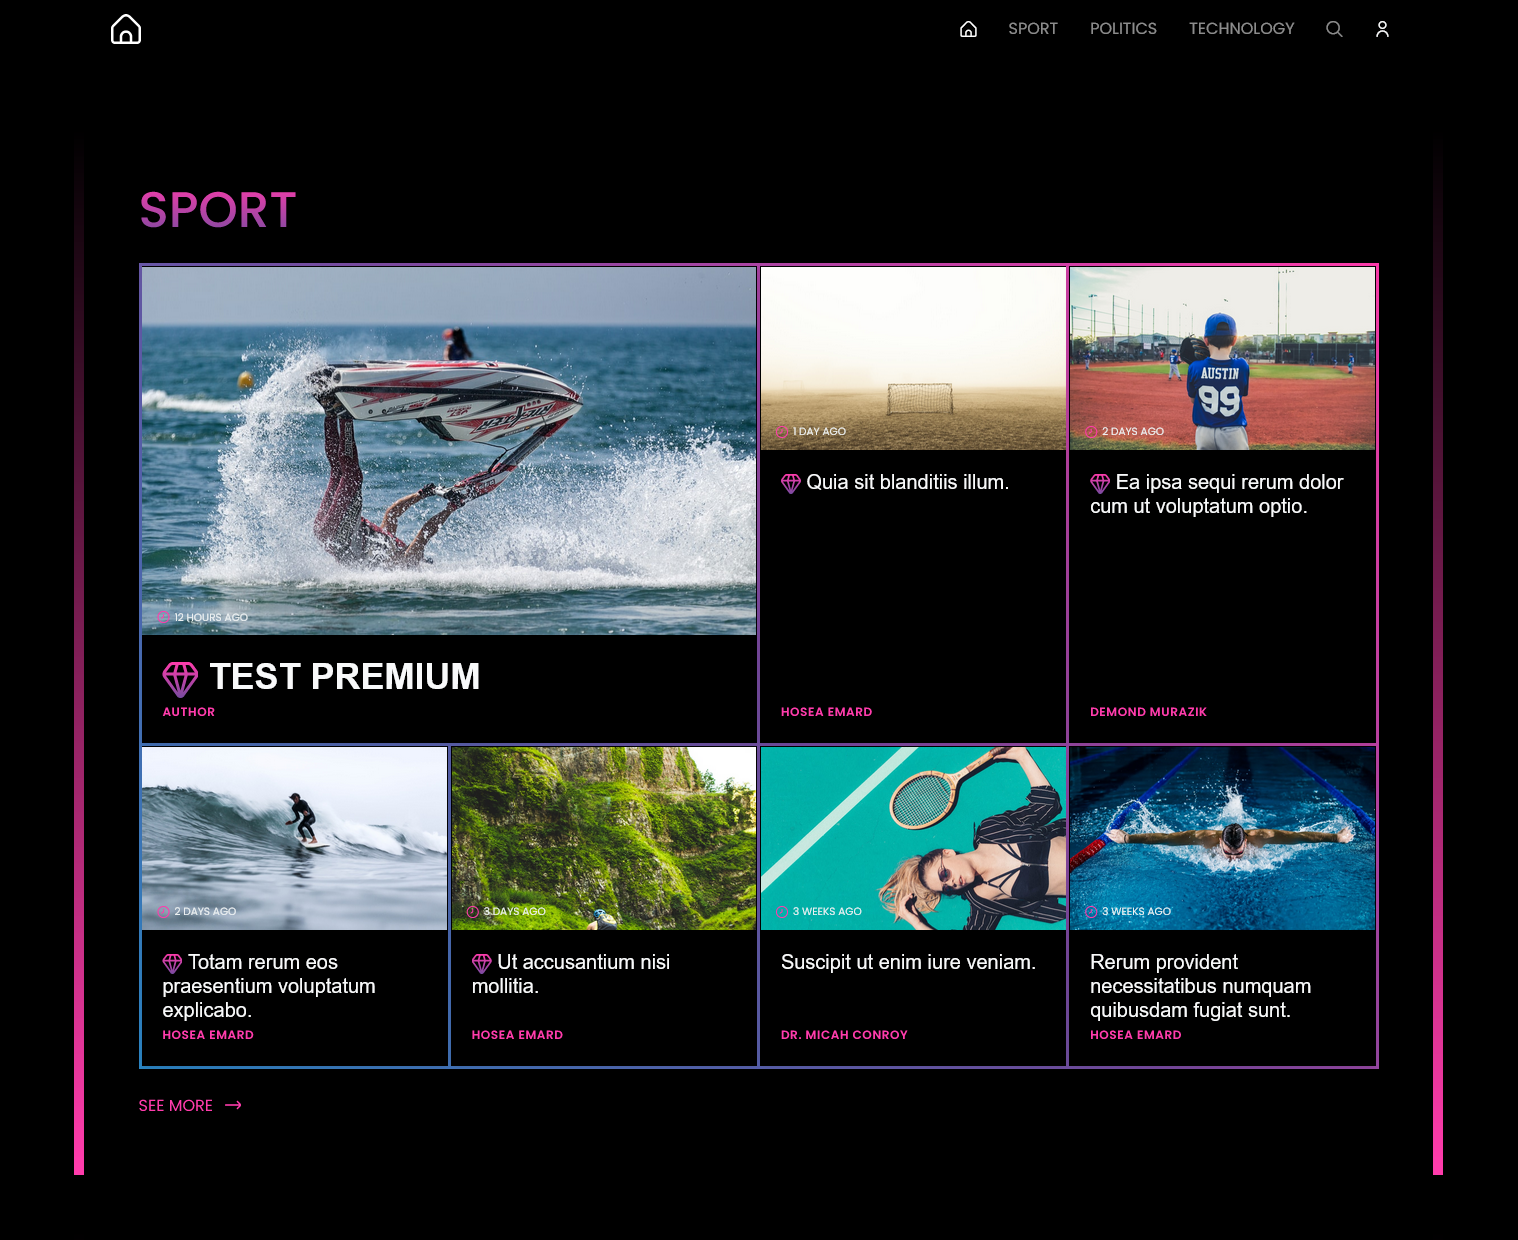 SPORT
POLITICS
TECHNOLOGY
SPORT
12 HOURS AGO
TEST PREMIUM
AUTHOR
1 DAY AGO
Quia sit blanditiis illum.
HOSEA EMARD
AUSTIN
99
2 DAYS AGO
Ea ipsa sequi rerum dolor
cum ut voluptatum optio.
DEMOND MURAZIK
2 DAYS AGO
Totam rerum eos
praesentium voluptatum
explicabo.
HOSEA EMARD
3 DAYS AGO
Ut accusantium nisi
mollitia.
HOSEA EMARD
3 WEEKS AGO
Suscipit ut enim iure veniam.
DR. MICAH CONROY
3 WEEKS AGO
Rerum provident
necessitatibus numquam
quibusdam fugiat sunt.
HOSEA EMARD
SEE MORE